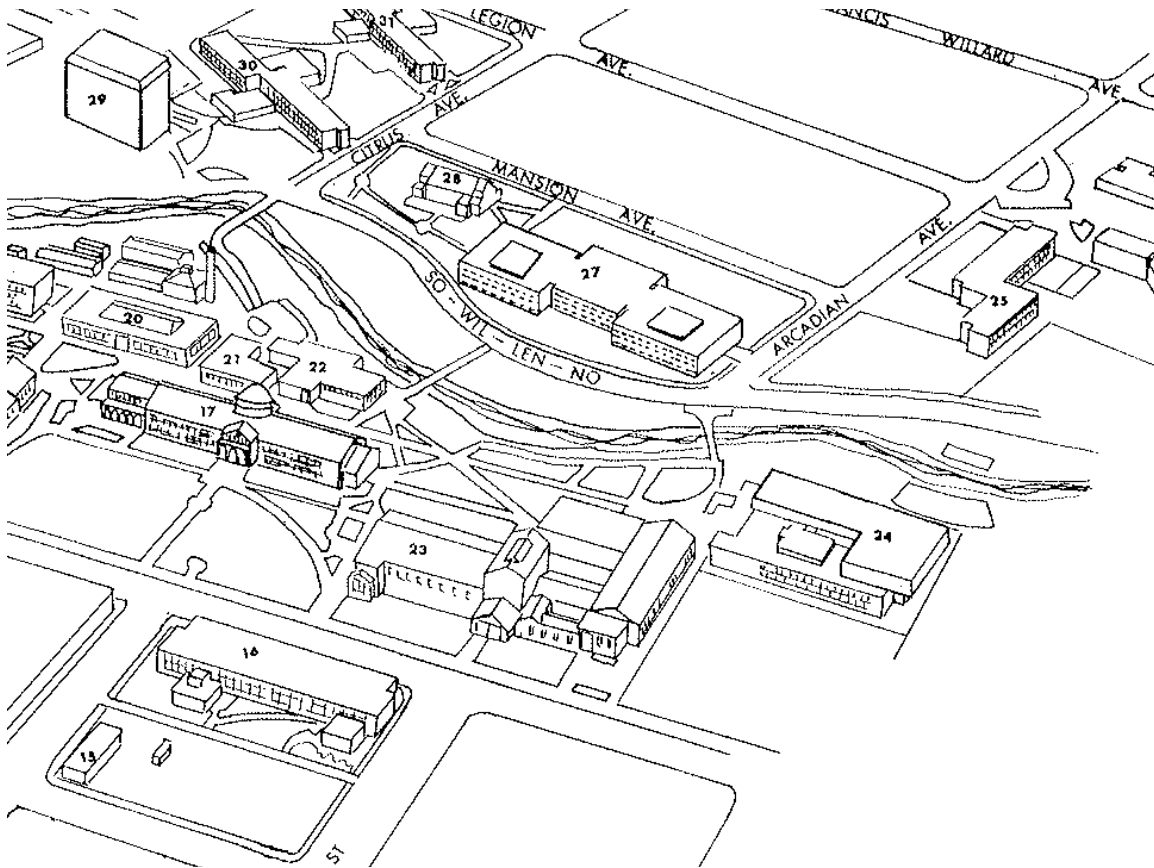 31
LEGION
FRANCIS
WILLARD
AVE.
30
29
AVE.
CITRUS
AVE.
28
MANSION
AVE.
27
AVE.
25
SO-WIL-LEN-NO
ARCADIAN
20
21
22
17
23
24
16
15
ST